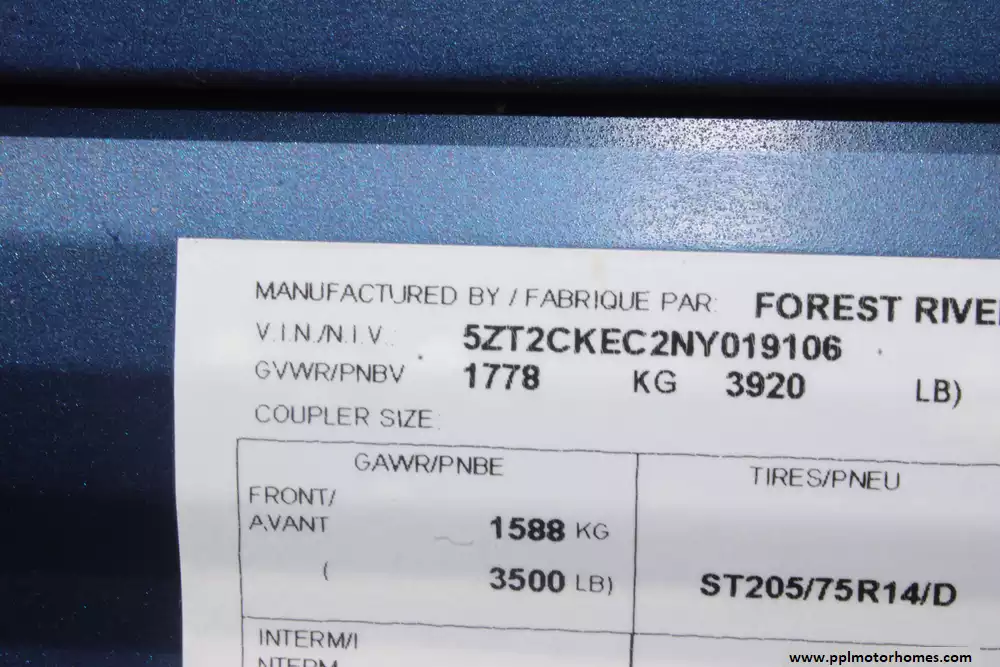 MANUFACTURED BY / FABRIQUE PAR: FOREST RIVE
V.I.N./N.I.V.: 5ZT2CKEC2NY019106
GVWR/PNBV 1778 KG 3920 LB)
COUPLER SIZE:
GAWR/PNBE TIRES/PNEU
FRONT/
AVANT 1588 KG
( 3500 LB) ST205/75R14/D
INTERM/I
NTERM
www.pplmotorhomes.com